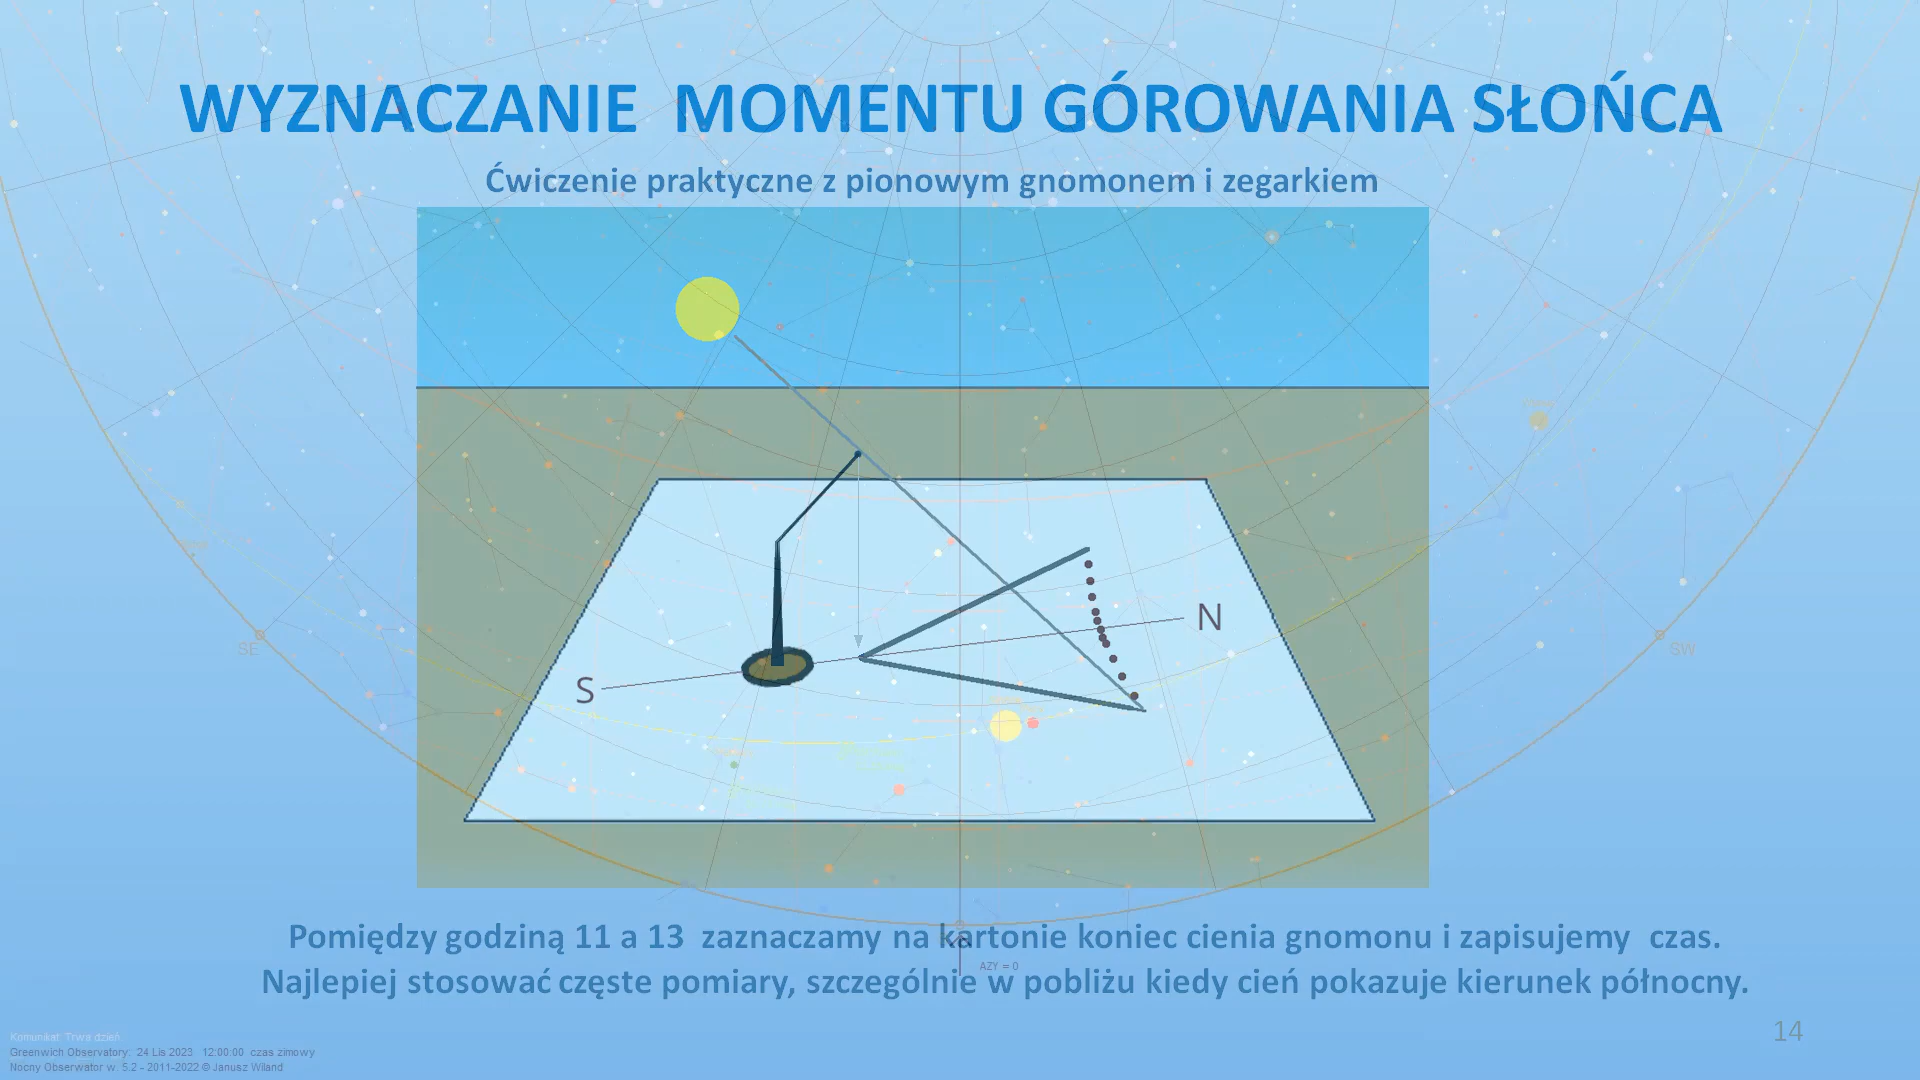 WYZNACZANIE MOMENTU GÓROWANIA SŁOŃCA
Ćwiczenie praktyczne z pionowym gnomonem i zegarkiem
N
S
SE
SW
Pomiędzy godziną 11 a 13 zaznaczamy na kartonie koniec cienia gnomonu i zapisujemy czas.
AZY = 0
Najlepiej stosować częste pomiary, szczególnie w pobliżu kiedy cień pokazuje kierunek północny.
14
Komunikat: Trwa dzień
Greenwich Observatory: 24 Lis 2023 12:00:00 czas zimowy
Nocny Obserwator w. 5.2 - 2011-2022 © Janusz Wiland